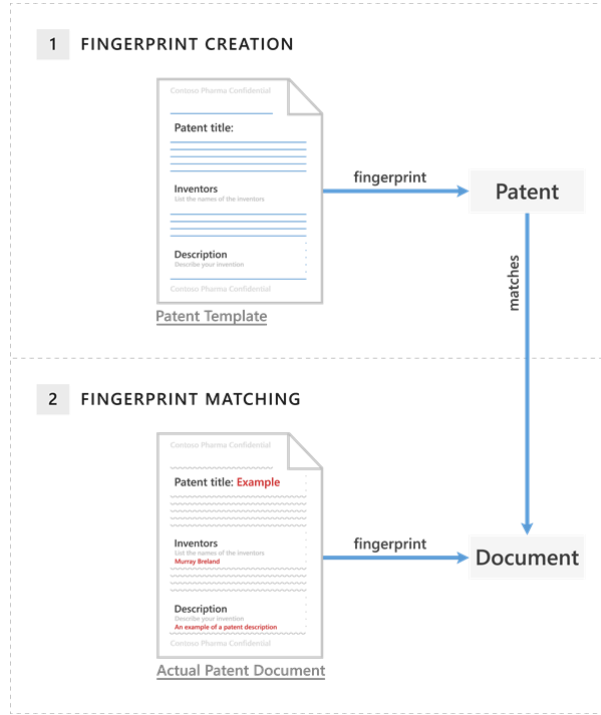 1 FINGERPRINT CREATION
Contoso Pharma Confidential
Patent title:
Inventors
List the names of the inventors
Description
Describe your invention
Contoso Pharma Confidential
Patent Template
fingerprint
Patent
matches
2 FINGERPRINT MATCHING
Contoso Pharma Confidential
Patent title: Example
Inventors
List the names of the inventors
Murray Breland
Description
Describe your invention
An example of a patent description
Contoso Pharma Confidential
Actual Patent Document
fingerprint
Document